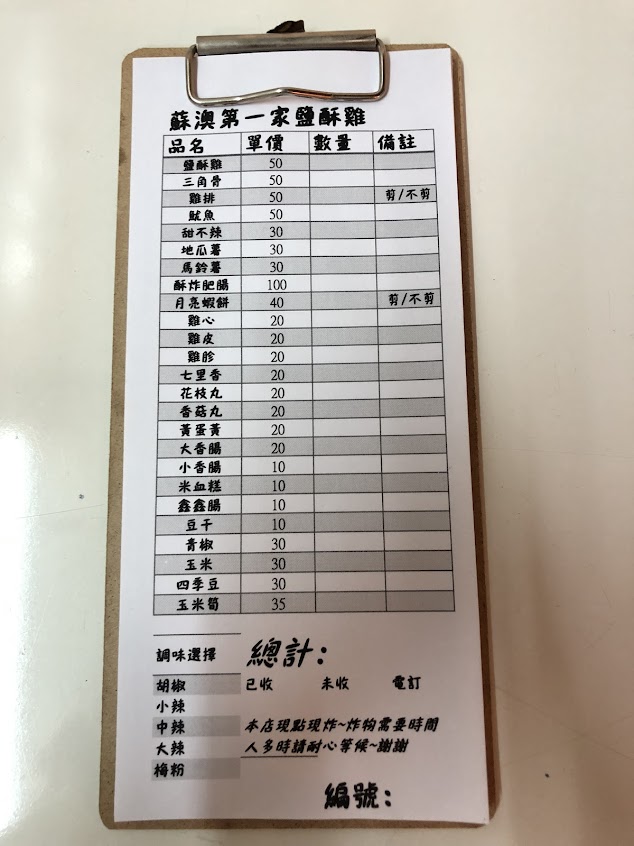 蘇澳第一家鹽酥雞
品名 單價 數量 備註
鹽酥雞 50
三角骨 50
雞排 50 剪/不剪
魷魚 50
甜不辣 30
地瓜薯 30
馬鈴薯 30
酥炸肥腸 100
月亮蝦餅 40 剪/不剪
雞心 20
雞皮 20
雞胗 20
七里香 20
花枝丸 20
香菇丸 20
黃蛋黃 20
大香腸 20
小香腸 10
米血糕 10
鑫鑫腸 10
豆干 10
青椒 30
玉米 30
四季豆 30
玉米筍 35
調味選擇 總計:
胡椒 已收 未收 電訂
小辣
中辣 本店現點現炸~炸物需要時間
大辣 人多時請耐心等候~謝謝
梅粉
編號: